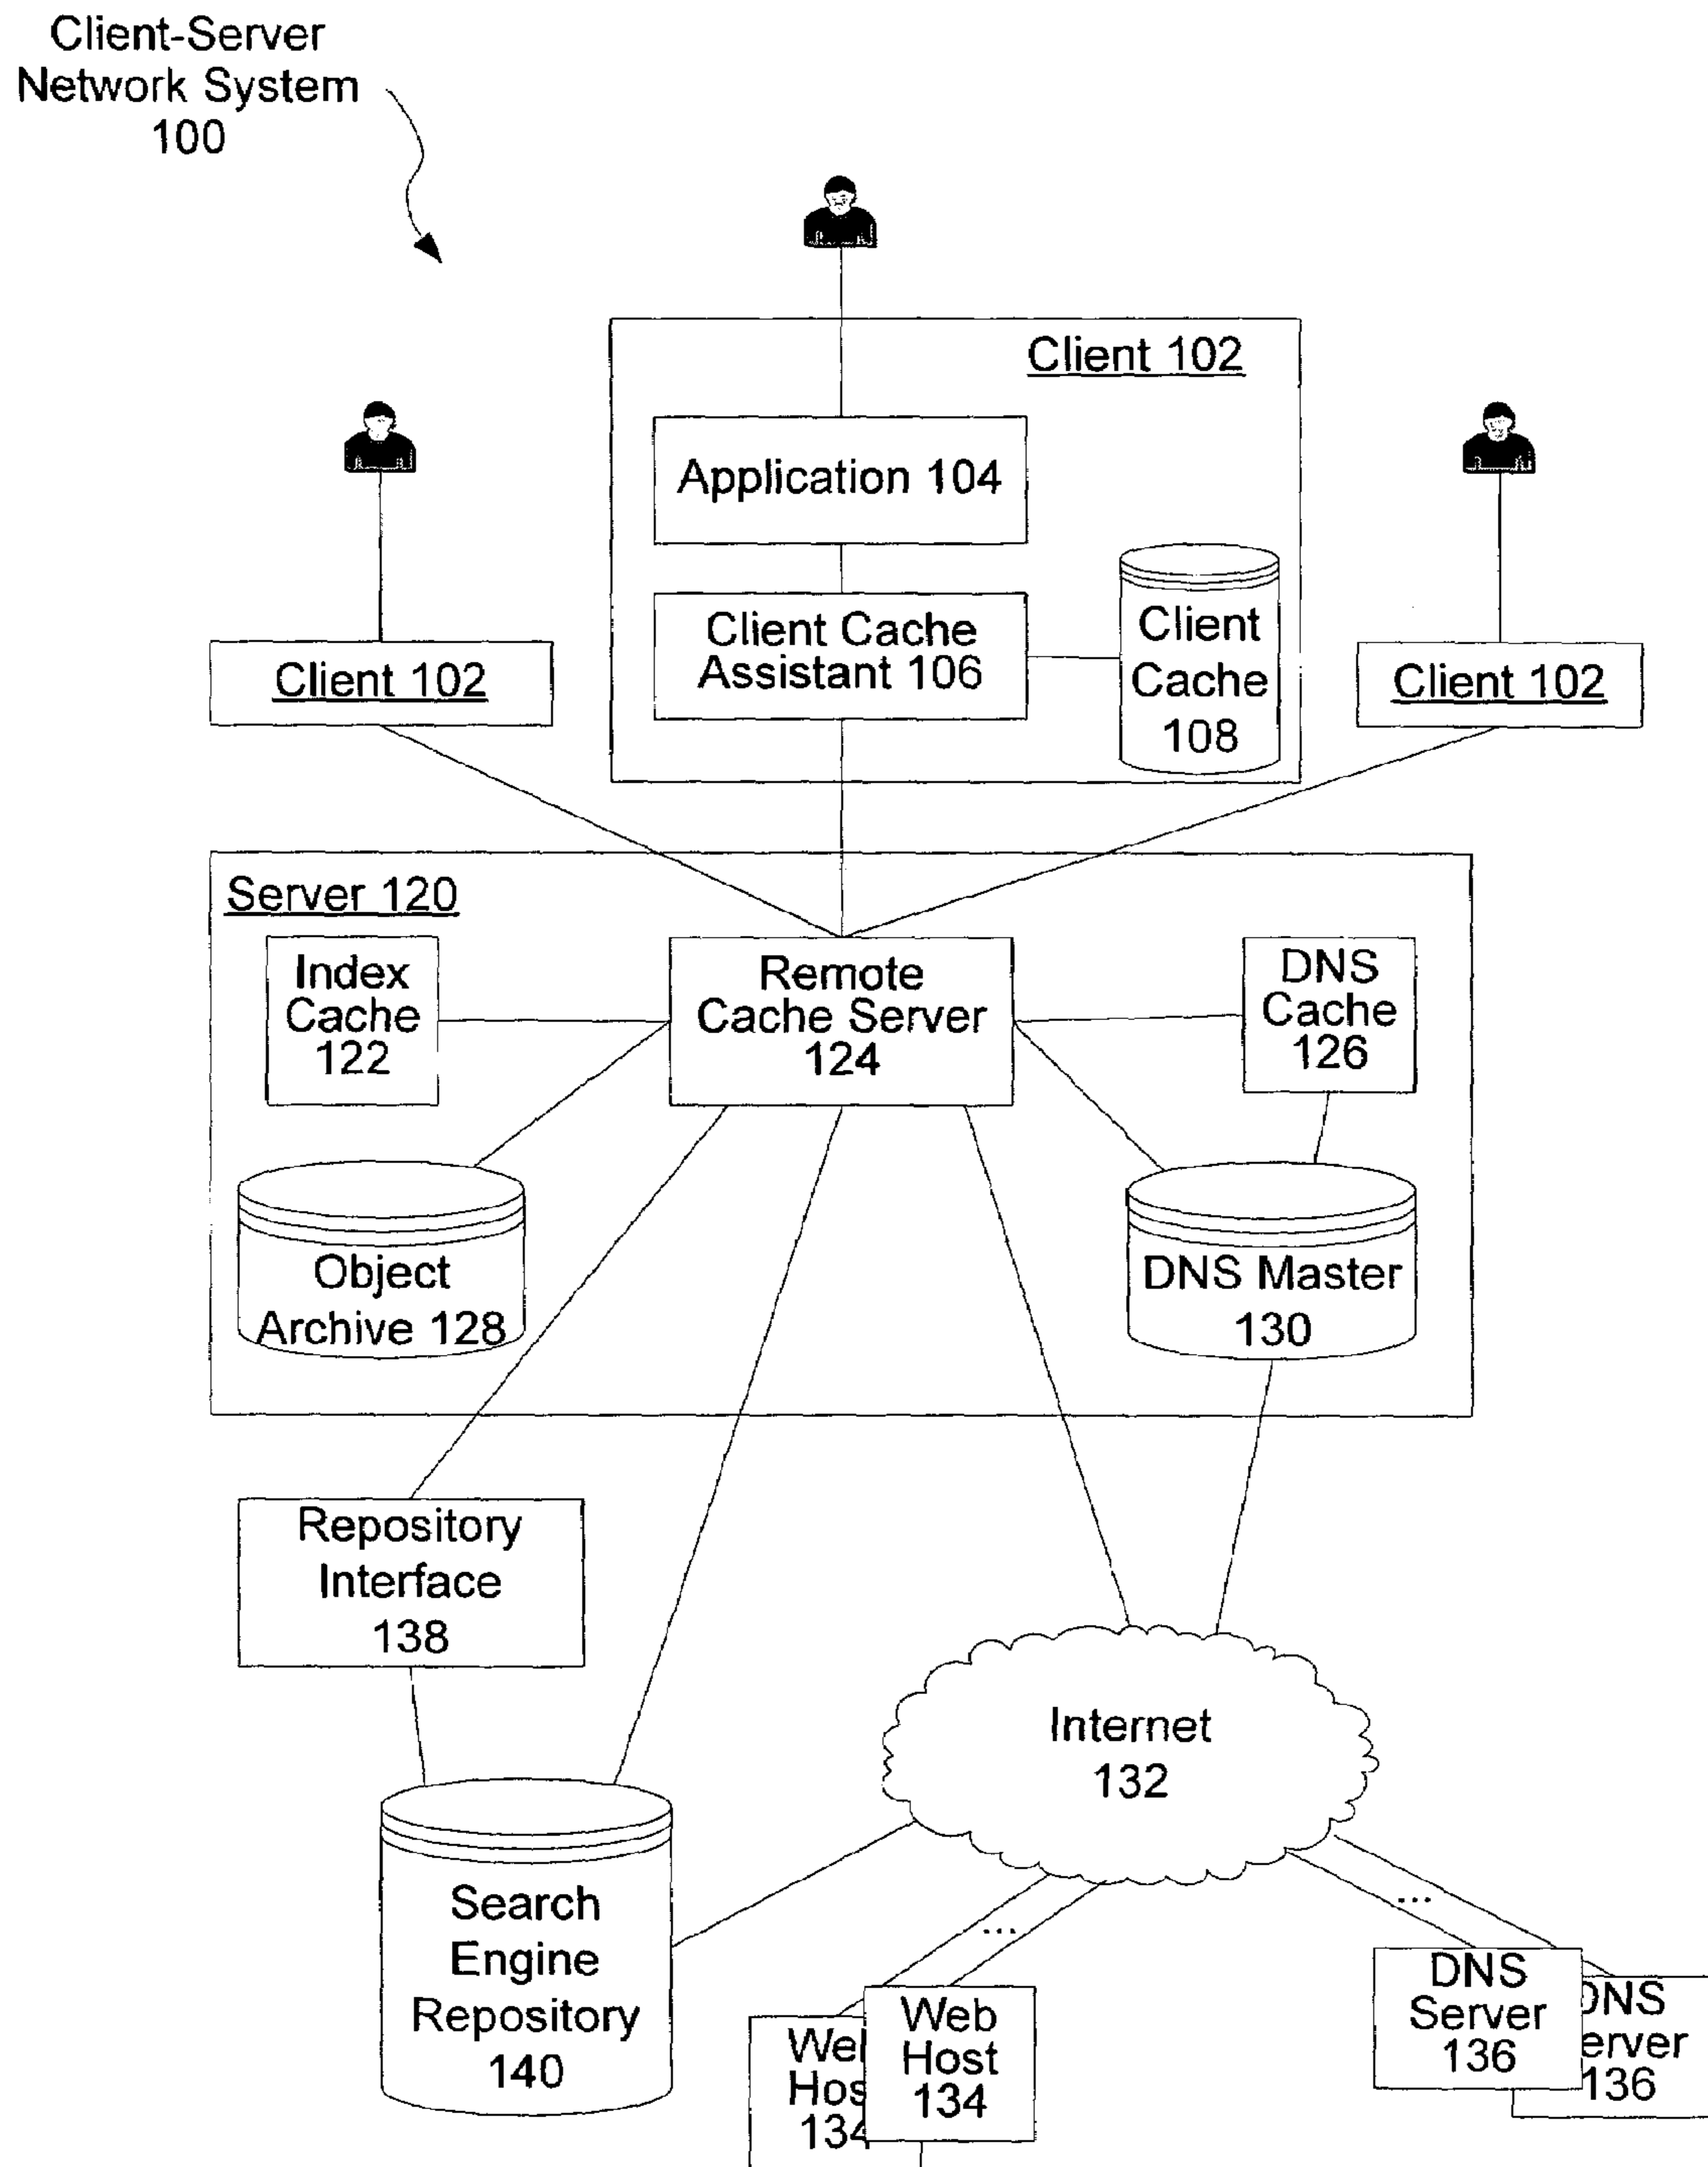 Client-Server
Network System
100
Client 102
Application 104
Client Cache
Assistant 106
Client
Cache
108
Client 102
Client 102
Server 120
Index
Cache
122
Remote
Cache Server
124
DNS
Cache
126
Object
Archive 128
DNS Master
130
Repository
Interface
138
Internet
132
Search
Engine
Repository
140
Web
Host
134
DNS
Server
136
136